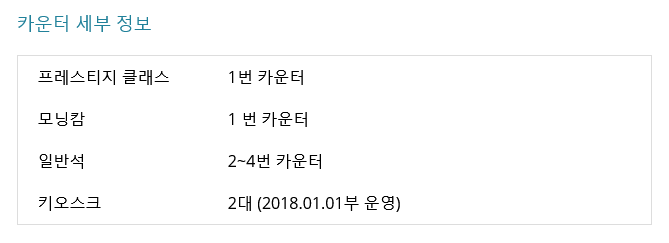 카운터 세부 정보
프레스티지 클래스 1번 카운터
모닝캄 1 번 카운터
일반석 2~4번 카운터
키오스크 2대 (2018.01.01부 운영)